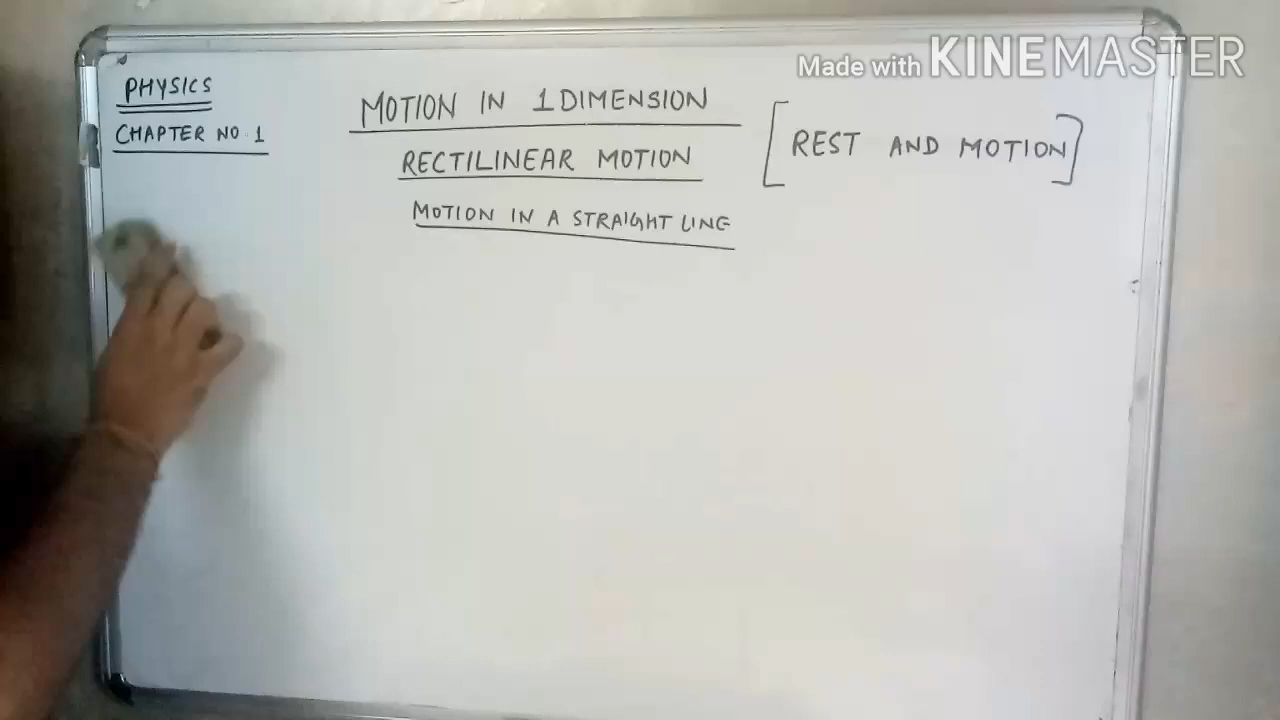 Made with KINEMASTER
PHYSICS
CHAPTER NO. 1
MOTION IN 1 DIMENSION
RECTILINEAR MOTION
MOTION IN A STRAIGHT LINE
[REST AND MOTION]